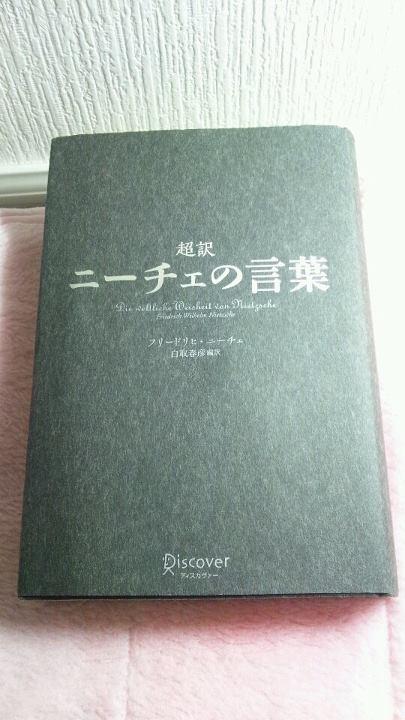 超訳
ニーチェの言葉
Die weltliche Weisheit von Nietzsche
Friedrich Wilhelm Nietzsche
フリードリヒ・ニーチェ
白取春彦 編訳
Discover
ディスカヴァー